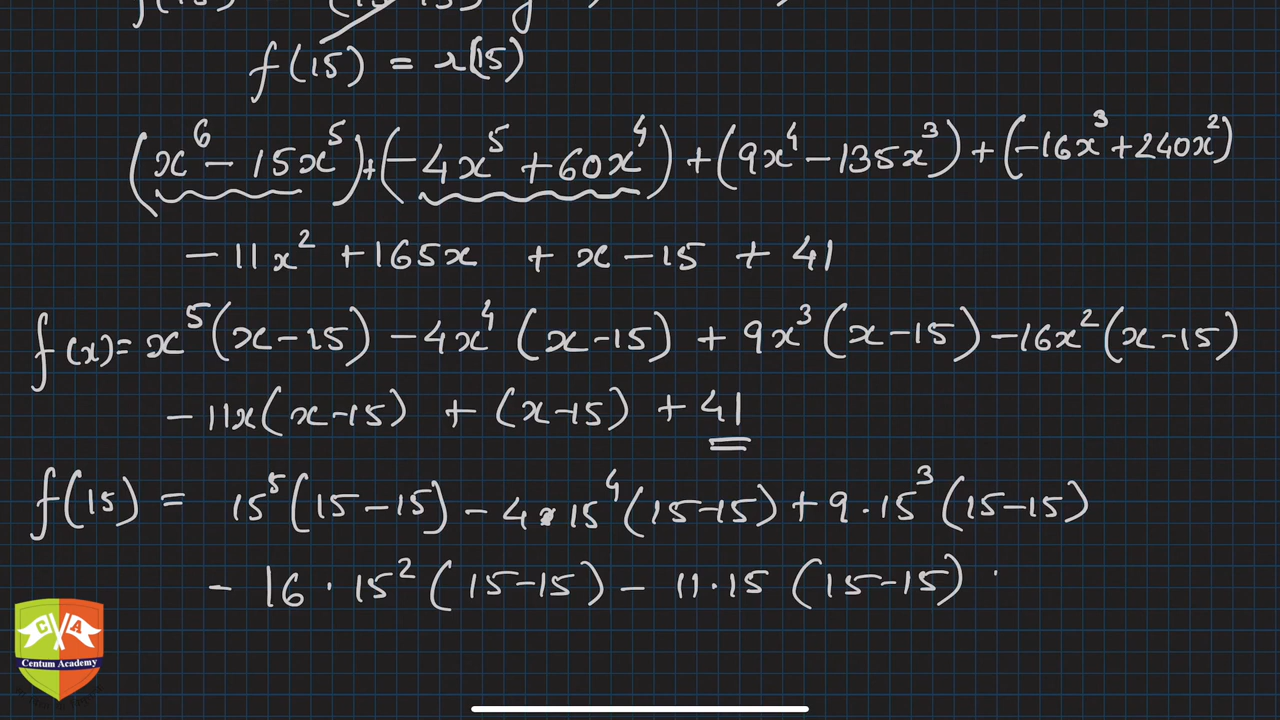 f(15) = r(15)
(x⁶ - 15x⁵) + (-4x⁵ + 60x⁴) + (9x⁴ - 135x³) + (-16x³ + 240x²)
- 11x² + 165x + x - 15 + 41
f(x) = x⁵(x-15) - 4x⁴(x-15) + 9x³(x-15) - 16x²(x-15)
- 11x(x-15) + (x-15) + 41
f(15) = 15⁵(15-15) - 4·15⁴(15-15) + 9·15³(15-15)
- 16·15²(15-15) - 11·15(15-15)
CA
Centum Academy